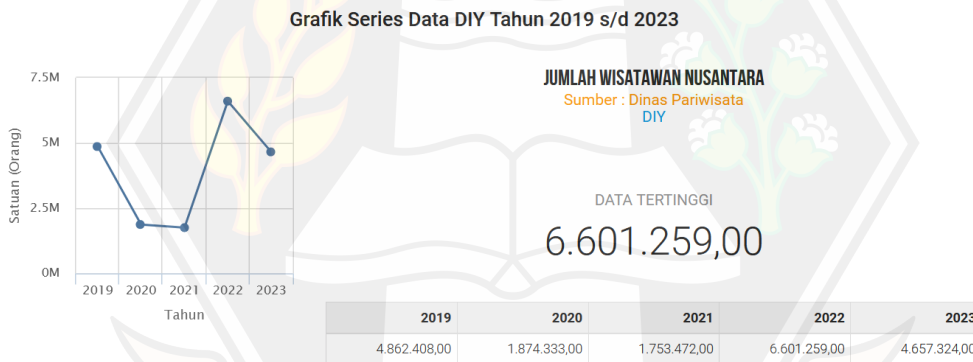 Grafik Series Data DIY Tahun 2019 s/d 2023
7.5M
5M
2.5M
0M
Satuan (Orang)
2019 2020 2021 2022 2023
Tahun
JUMLAH WISATAWAN NUSANTARA
Sumber : Dinas Pariwisata
DIY
DATA TERTINGGI
6.601.259,00
2019 2020 2021 2022 2023
4.862.408,00 1.874.333,00 1.753.472,00 6.601.259,00 4.657.324,00